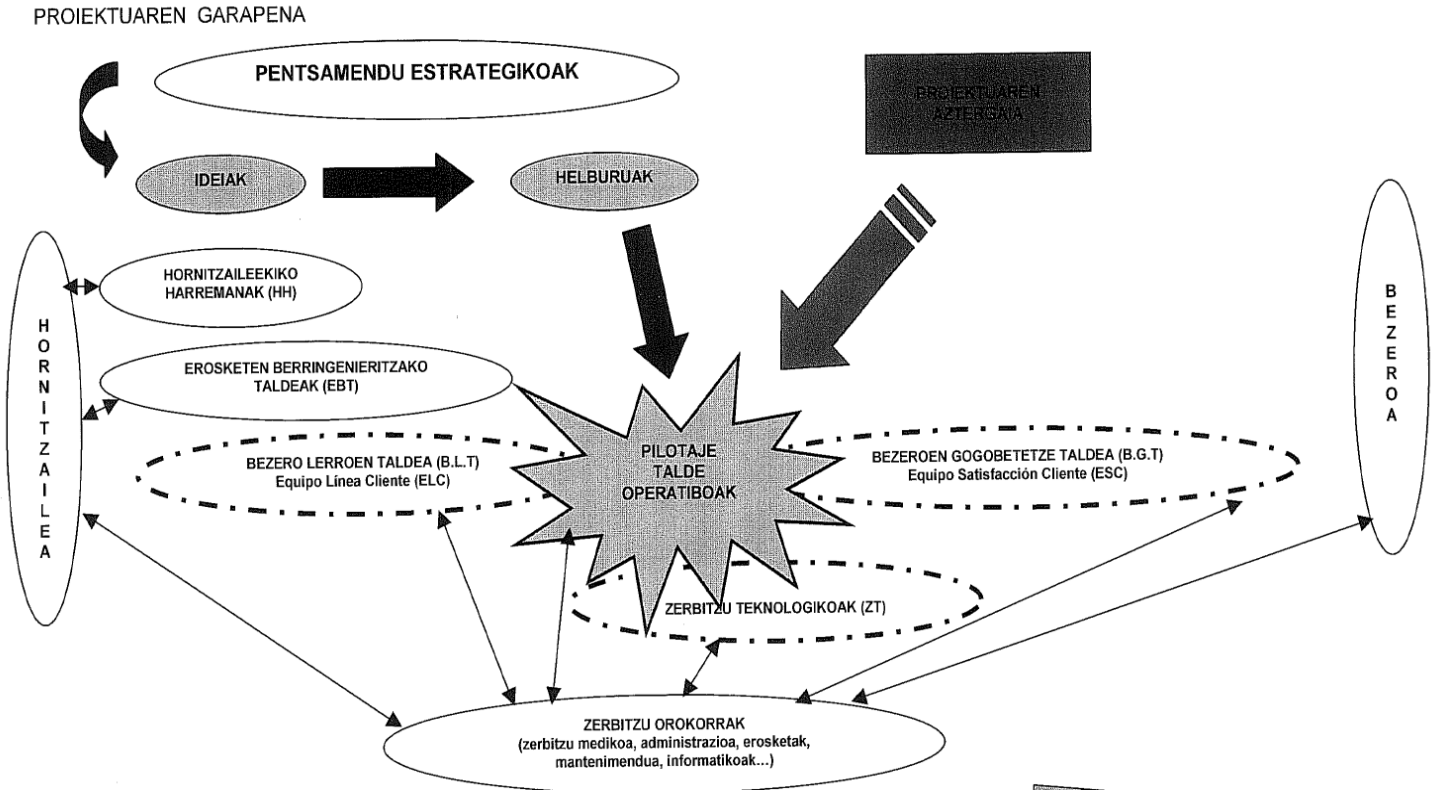 PROIEKTUAREN GARAPENA
PENTSAMENDU ESTRATEGIKOAK
PROIEKTUAREN
AZTERGAIA
IDEIAK
HELBURUAK
HORNITZAILEEKIKO
HARREMANAK (HH)
HORNITZAILEA
BEZEROA
EROSKETEN BERRINGENIERITZAKO
TALDEAK (EBT)
BEZERO LERROEN TALDEA (B.L.T)
Equipo Línea Cliente (ELC)
PILOTAJE
TALDE
OPERATIBOAK
BEZEROEN GOGOBETETZE TALDEA (B.G.T)
Equipo Satisfacción Cliente (ESC)
ZERBITZU TEKNOLOGIKOAK (ZT)
ZERBITZU OROKORRAK
(zerbitzu medikoa, administrazioa, erosketak,
mantenimendua, informatikoak...)